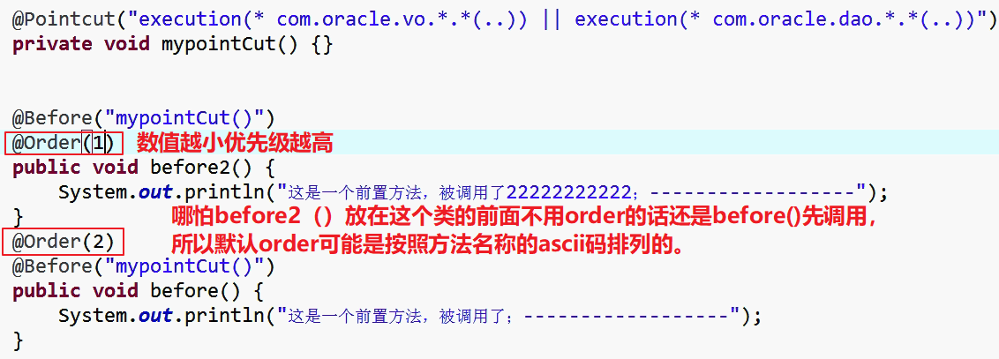 @Pointcut("execution(* com.oracle.vo.*.*(..)) || execution(* com.oracle.dao.*.*(..))")
private void mypointCut() {}
@Before("mypointCut()")
@Order(1) 数值越小优先级越高
public void before2() {
System.out.println("这是一个前置方法，被调用了22222222222；------------------");
}
哪怕before2（）放在这个类的前面不用order的话还是before()先调用，
@Order(2) 所以默认order可能是按照方法名称的ascii码排列的。
@Before("mypointCut()")
public void before() {
System.out.println("这是一个前置方法，被调用了；------------------");
}